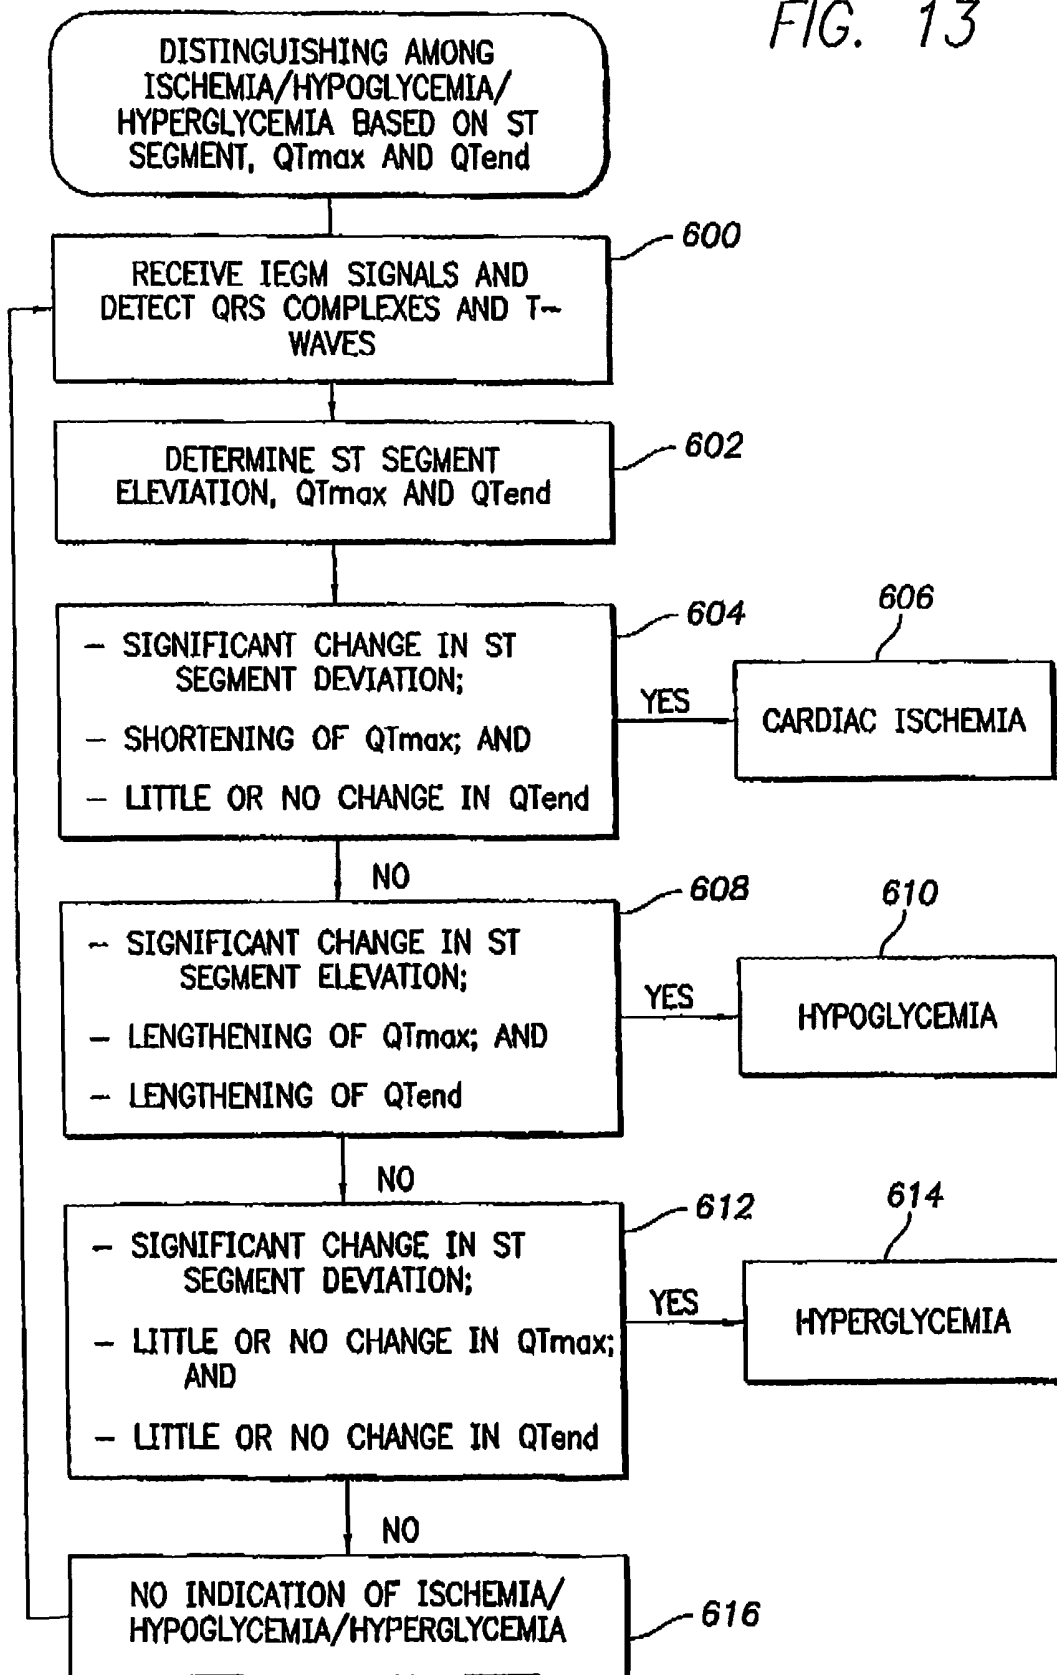 FIG. 13
DISTINGUISHING AMONG
ISCHEMIA/HYPOGLYCEMIA/
HYPERGLYCEMIA BASED ON ST
SEGMENT, QTmax AND QTend
600
RECEIVE IEGM SIGNALS AND
DETECT QRS COMPLEXES AND T-
WAVES
602
DETERMINE ST SEGMENT
ELEVIATION, QTmax AND QTend
604
- SIGNIFICANT CHANGE IN ST
SEGMENT DEVIATION;
- SHORTENING OF QTmax; AND
- LITTLE OR NO CHANGE IN QTend
YES
606
CARDIAC ISCHEMIA
NO
608
- SIGNIFICANT CHANGE IN ST
SEGMENT ELEVATION;
- LENGTHENING OF QTmax; AND
- LENGTHENING OF QTend
YES
610
HYPOGLYCEMIA
NO
612
- SIGNIFICANT CHANGE IN ST
SEGMENT DEVIATION;
- LITTLE OR NO CHANGE IN QTmax;
AND
- LITTLE OR NO CHANGE IN QTend
YES
614
HYPERGLYCEMIA
NO
NO INDICATION OF ISCHEMIA/
HYPOGLYCEMIA/HYPERGLYCEMIA
616